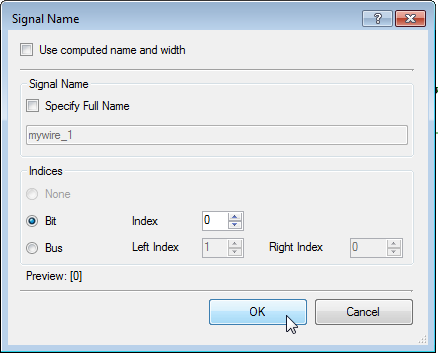 Signal Name
Use computed name and width
Signal Name
Specify Full Name
mywire_1
Indices
None
Bit Index 0
Bus Left Index 1 Right Index 0
Preview: [0]
OK Cancel